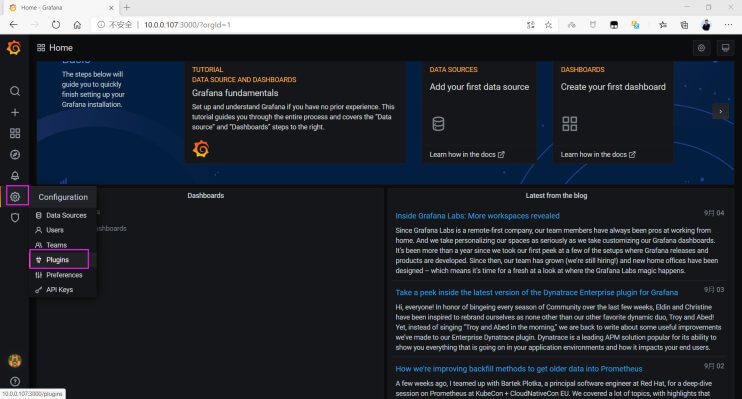 Home - Grafana
不安全 | 10.0.0.107:3000/?orgId=1
Home
Basic
The steps below will
guide you to quickly
finish setting up your
Grafana installation.
TUTORIAL
DATA SOURCE AND DASHBOARDS
Grafana fundamentals
Set up and understand Grafana if you have no prior experience. This
tutorial guides you through the entire process and covers the “Data
source” and “Dashboards” steps to the right.
DATA SOURCES
Add your first data source
Learn how in the docs
DASHBOARDS
Create your first dashboard
Learn how in the docs
Configuration
Data Sources
Users
Teams
Plugins
Preferences
API Keys
Dashboards
ashboards
Latest from the blog
Inside Grafana Labs: More workspaces revealed
9月 04
Since Grafana Labs is a remote-first company, our team members have always been pros at working from
home. And we take personalizing our spaces as seriously as we take customizing our Grafana dashboards.
It's been more than a year since we took our first peek at a few of the setups where Grafana releases and
products are developed. Since then, our team has grown (we're still hiring!) and new home offices have been
designed – which means it's time for a fresh at a look at where the Grafana Labs magic happens.
Take a peek inside the latest version of the Dynatrace Enterprise plugin for Grafana
9月 03
Hi, everyone! In honor of bingeing every season of Community over the last few weeks, Eldin and Christine
have been inspired to rebrand ourselves as none other than our other favorite dynamic duo, Troy and Abed!
Yet, instead of singing “Troy and Abed in the morning,” we are back to write about some useful improvements
we've made to our Enterprise Dynatrace plugin. Dynatrace is a leading APM solution popular for its ability to
show you everything that is going on in your application environments and how it impacts your end users.
How we're improving backfill methods to get older data into Prometheus
9月 02
A few weeks ago, I teamed up with Bartek Plotka, a principal software engineer at Red Hat, for a deep-dive
session on Prometheus at KubeCon + CloudNativeCon EU. We covered a lot of topics, with highlights that
10.0.0.107:3000/plugins